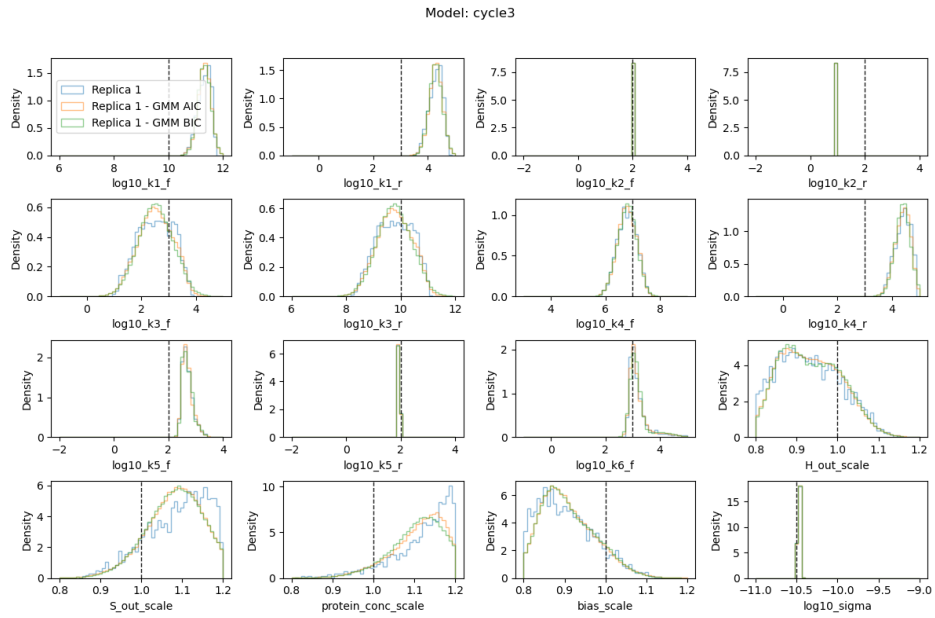 Model: cycle3
Density
1.5
1.0
0.5
0.0
Replica 1
Replica 1 - GMM AIC
Replica 1 - GMM BIC
6 8 10 12
log10_k1_f
Density
1.5
1.0
0.5
0.0
0 2 4
log10_k1_r
Density
7.5
5.0
2.5
0.0
−2 0 2 4
log10_k2_f
Density
7.5
5.0
2.5
0.0
−2 0 2 4
log10_k2_r
Density
0.6
0.4
0.2
0.0
0 2 4
log10_k3_f
Density
0.6
0.4
0.2
0.0
6 8 10 12
log10_k3_r
Density
1.0
0.5
0.0
4 6 8
log10_k4_f
Density
1.0
0.5
0.0
0 2 4
log10_k4_r
Density
2
1
0
−2 0 2 4
log10_k5_f
Density
6
4
2
0
−2 0 2 4
log10_k5_r
Density
2
1
0
0 2 4
log10_k6_f
Density
4
2
0
0.8 0.9 1.0 1.1 1.2
H_out_scale
Density
6
4
2
0
0.8 0.9 1.0 1.1 1.2
S_out_scale
Density
10
5
0
0.8 0.9 1.0 1.1 1.2
protein_conc_scale
Density
6
4
2
0
0.8 0.9 1.0 1.1 1.2
bias_scale
Density
15
10
5
0
−11.0 −10.5 −10.0 −9.5 −9.0
log10_sigma